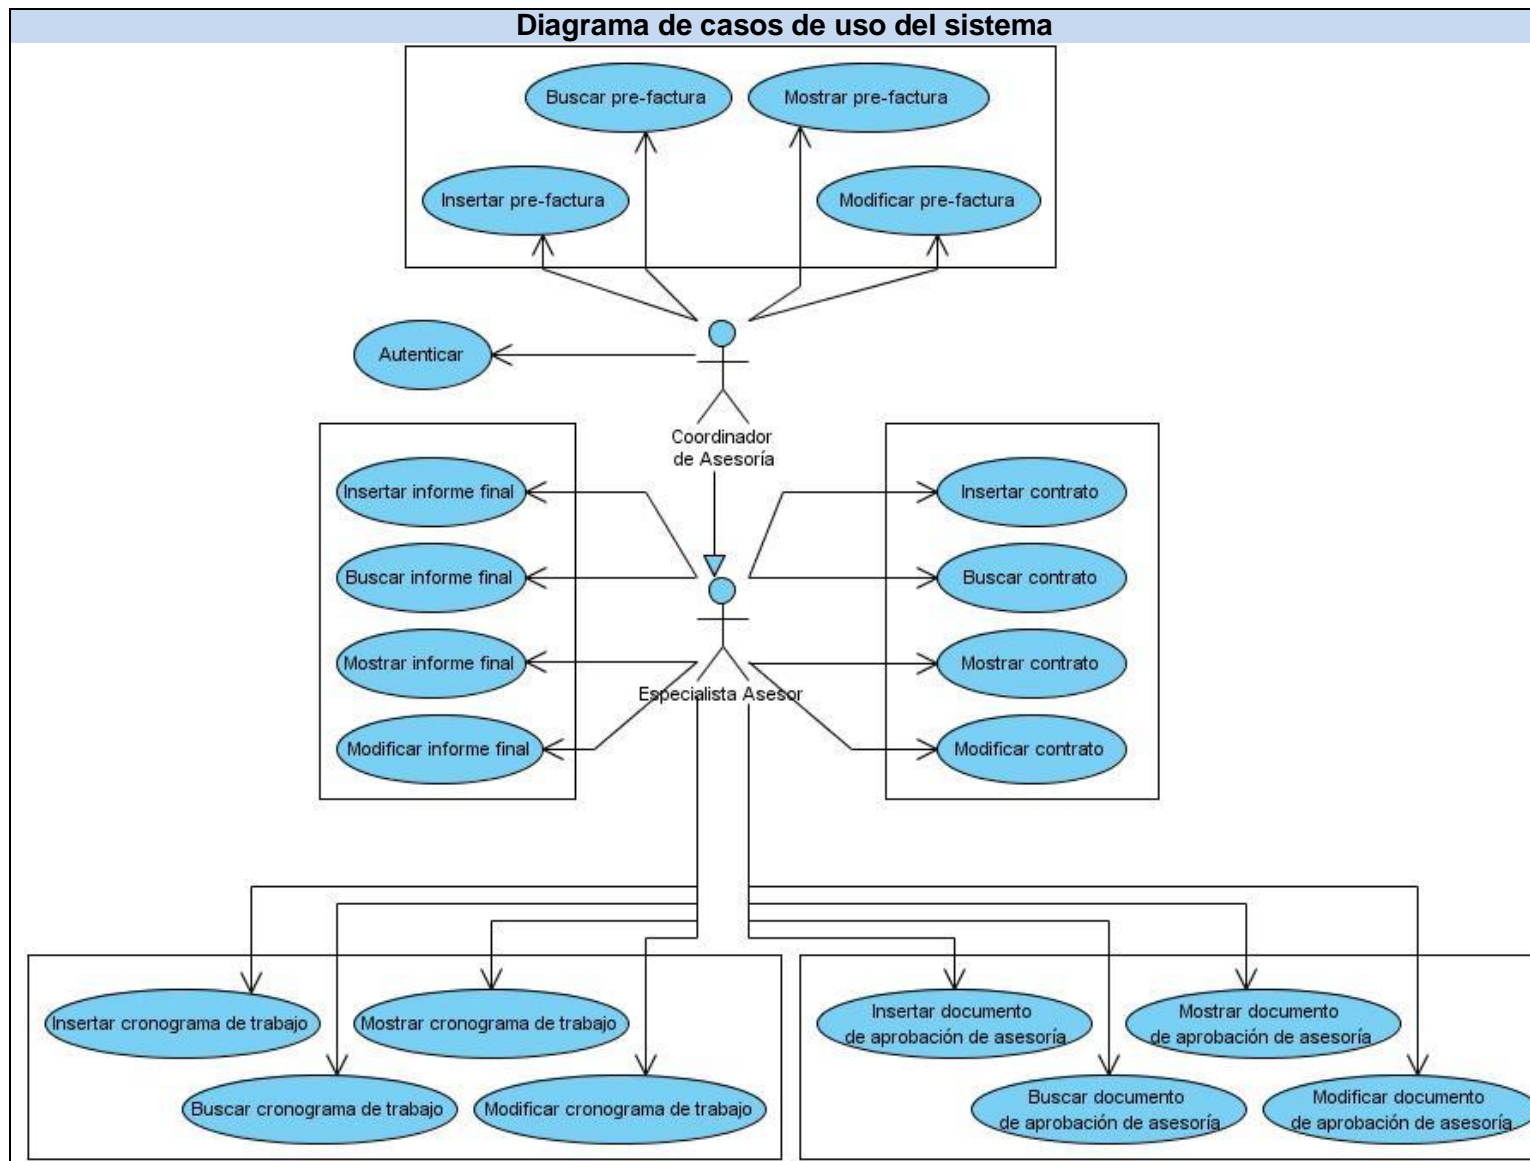 Diagrama de casos de uso del sistema
Buscar pre-factura
Mostrar pre-factura
Insertar pre-factura
Modificar pre-factura
Autenticar
Coordinador
de Asesoría
Insertar informe final
Insertar contrato
Buscar informe final
Buscar contrato
Mostrar informe final
Mostrar contrato
Especialista Asesor
Modificar informe final
Modificar contrato
Insertar cronograma de trabajo
Mostrar cronograma de trabajo
Buscar cronograma de trabajo
Modificar cronograma de trabajo
Insertar documento
de aprobación de asesoría
Mostrar documento
de aprobación de asesoría
Buscar documento
de aprobación de asesoría
Modificar documento
de aprobación de asesoría